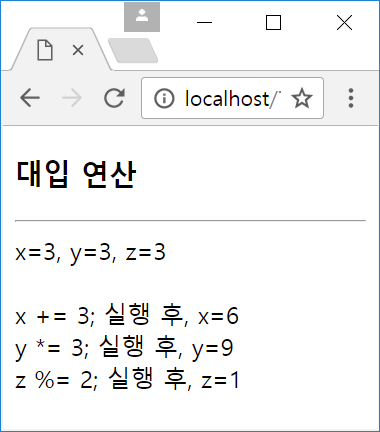 localhost/
대입 연산
x=3, y=3, z=3
x += 3; 실행 후, x=6
y *= 3; 실행 후, y=9
z %= 2; 실행 후, z=1